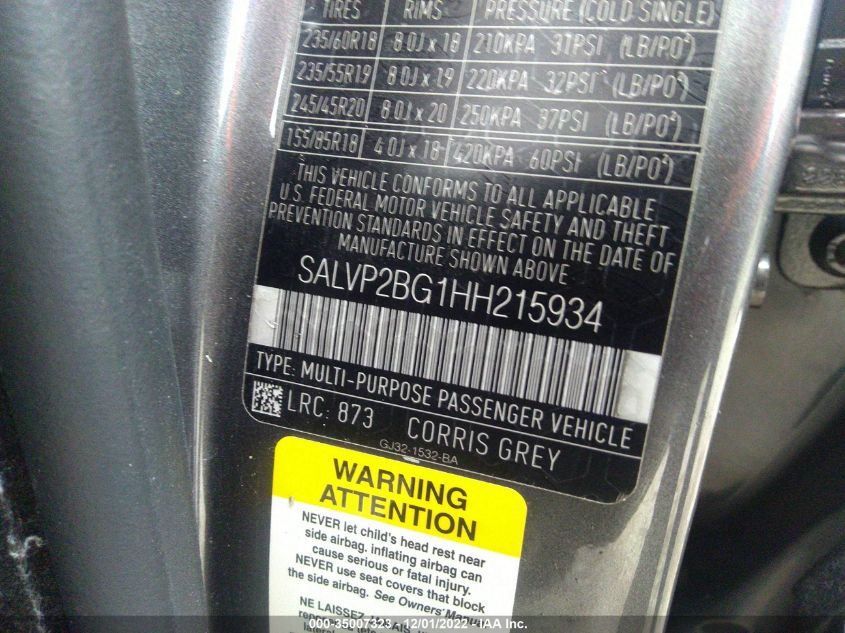 TIRES RIMS PRESSURE (COLD SINGLE)
235/60R18 8.0J x 18 210KPA 31PSI (LB/PO²)
235/55R19 8.0J x 19 220KPA 32PSI (LB/PO²)
245/45R20 8.0J x 20 250KPA 37PSI (LB/PO²)
155/85R18 4.0J x 18 420KPA 60PSI (LB/PO²)
THIS VEHICLE CONFORMS TO ALL APPLICABLE
U.S. FEDERAL MOTOR VEHICLE SAFETY AND THEFT
PREVENTION STANDARDS IN EFFECT ON THE DATE OF
MANUFACTURE SHOWN ABOVE
SALVP2BG1HH215934
TYPE: MULTI-PURPOSE PASSENGER VEHICLE
LRC: 873 CORRIS GREY
GJ32-1532-BA
WARNING
ATTENTION
NEVER let child's head rest near
side airbag. inflating airbag can
cause serious or fatal injury.
NEVER use seat covers that block
the side airbag. See Owners' Manual
NE LAISSEZ
000-35007323 - 12/01/2022 - IAA Inc.